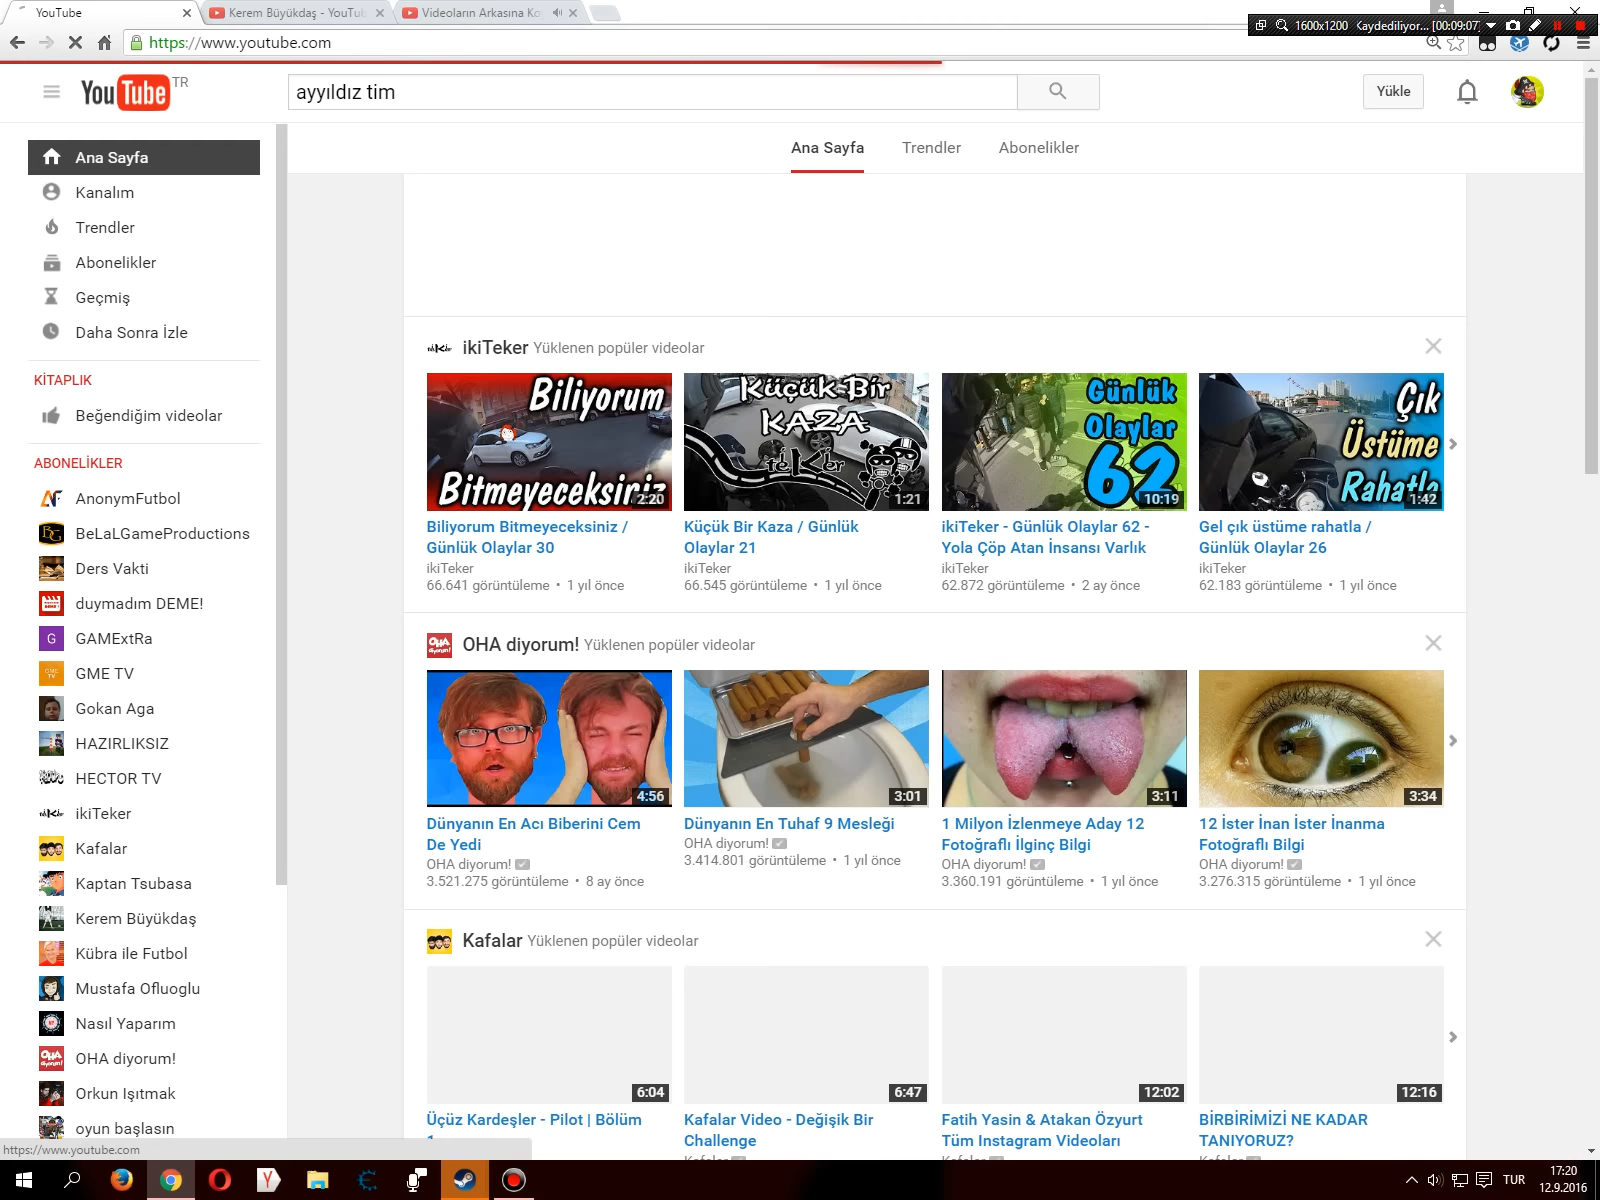 YouTube
Kerem Büyükdaş - YouTub
Videoların Arkasına Ko
1600x1200 Kaydediliyor... [00:09:07]
https://www.youtube.com
YouTube TR
ayyıldız tim
Yükle
Ana Sayfa
Trendler
Abonelikler
Ana Sayfa
Kanalım
Trendler
Abonelikler
Geçmiş
Daha Sonra İzle
KİTAPLIK
Beğendiğim videolar
ABONELİKLER
AnonymFutbol
BeLaLGameProductions
Ders Vakti
duymadım DEME!
GAMExtRa
GME TV
Gokan Aga
HAZIRLIKSIZ
HECTOR TV
ikiTeker
Kafalar
Kaptan Tsubasa
Kerem Büyükdaş
Kübra ile Futbol
Mustafa Ofluoglu
Nasıl Yaparım
OHA diyorum!
Orkun Işıtmak
oyun başlasın
https://www.youtube.com
ikiTeker Yüklenen popüler videolar
Biliyorum
Bitmeyeceksiniz
2:20
Küçük Bir
KAZA
1:21
Günlük
Olaylar
62
10:19
Çık
Üstüme
Rahatla
1:42
Biliyorum Bitmeyeceksiniz /
Günlük Olaylar 30
ikiTeker
66.641 görüntüleme • 1 yıl önce
Küçük Bir Kaza / Günlük
Olaylar 21
ikiTeker
66.545 görüntüleme • 1 yıl önce
ikiTeker - Günlük Olaylar 62 -
Yola Çöp Atan İnsansı Varlık
ikiTeker
62.872 görüntüleme • 2 ay önce
Gel çık üstüme rahatla /
Günlük Olaylar 26
ikiTeker
62.183 görüntüleme • 1 yıl önce
OHA diyorum! Yüklenen popüler videolar
4:56
3:01
3:11
3:34
Dünyanın En Acı Biberini Cem
De Yedi
OHA diyorum!
3.521.275 görüntüleme • 8 ay önce
Dünyanın En Tuhaf 9 Mesleği
OHA diyorum!
3.414.801 görüntüleme • 1 yıl önce
1 Milyon İzlenmeye Aday 12
Fotoğraflı İlginç Bilgi
OHA diyorum!
3.360.191 görüntüleme • 1 yıl önce
12 İster İnan İster İnanma
Fotoğraflı Bilgi
OHA diyorum!
3.276.315 görüntüleme • 1 yıl önce
Kafalar Yüklenen popüler videolar
6:04
6:47
12:02
12:16
Üçüz Kardeşler - Pilot | Bölüm
1
Kafalar Video - Değişik Bir
Challenge
Kafalar
Fatih Yasin & Atakan Özyurt
Tüm Instagram Videoları
Kafalar
BİRBİRİMİZİ NE KADAR
TANIYORUZ?
Kafalar
TUR
17:20
12.9.2016